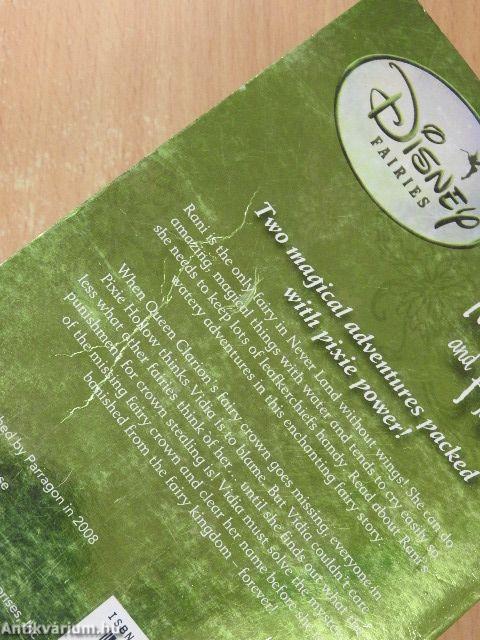 DISNEY
FAIRIES
and
Two magical adventures packed
with pixie power!
Rani is the only fairy in Never Land without wings! She can do
amazing, magical things with water and tends to cry easily so
she needs to keep lots of leafkerchiefs handy. Read about Rani's
watery adventures in this enchanting fairy story.
When Queen Clarion's fairy crown goes missing, everyone in
Pixie Hollow thinks Vidia is to blame. But Vidia couldn't care
less what other fairies think of her... until she finds out what the
punishment for crown stealing is! Vidia must solve the mystery
of the missing fairy crown and clear her name before she
banished from the fairy kingdom – forever!
by Parragon in 2008
ISBN
Antikvárium.hu